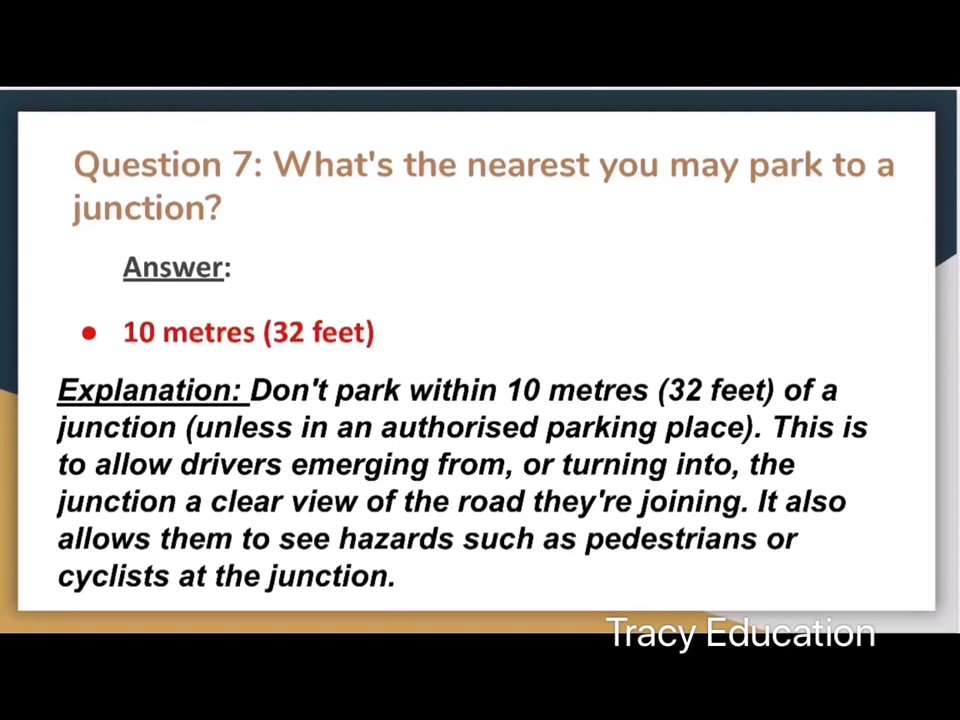 Question 7: What's the nearest you may park to a
junction?
Answer:
● 10 metres (32 feet)
Explanation: Don't park within 10 metres (32 feet) of a
junction (unless in an authorised parking place). This is
to allow drivers emerging from, or turning into, the
junction a clear view of the road they're joining. It also
allows them to see hazards such as pedestrians or
cyclists at the junction.
Tracy Education